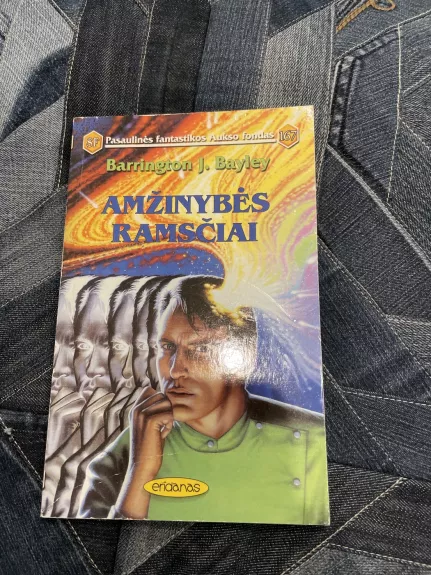 SF
Pasaulinės fantastikos Aukso fondas
167
Barrington J. Bayley
AMŽINYBĖS
RAMSČIAI
eridanas